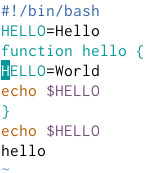 #!/bin/bash
HELLO=Hello
function hello {
HELLO=World
echo $HELLO
}
echo $HELLO
hello
~